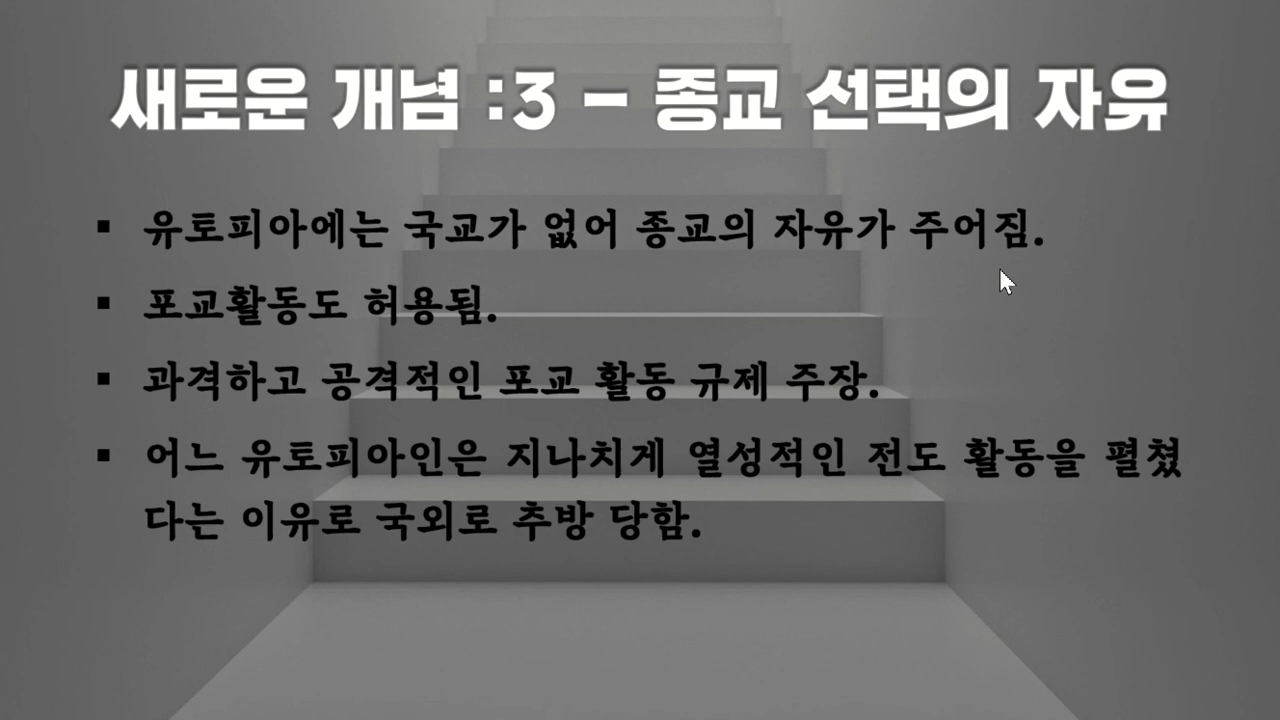 새로운 개념 :3 – 종교 선택의 자유
▪ 유토피아에는 국교가 없어 종교의 자유가 주어짐.
▪ 포교활동도 허용됨.
▪ 과격하고 공격적인 포교 활동 규제 주장.
▪ 어느 유토피아인은 지나치게 열성적인 전도 활동을 펼쳤
다는 이유로 국외로 추방 당함.